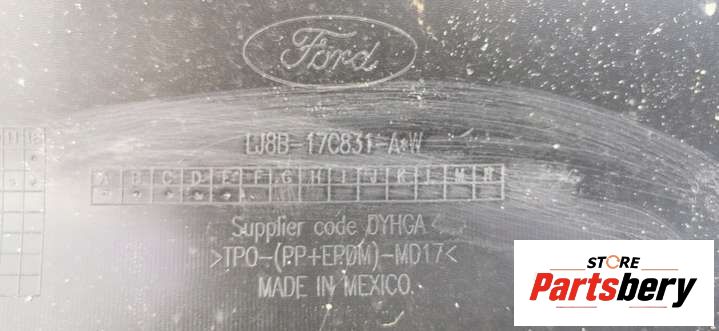 Ford
LJ8B-17C831-A*W
A B C D E F G H I J K L M R
Supplier code DYHCA
>TPO-(PP+EPDM)-MD17<
MADE IN MEXICO
STORE
Partsbery